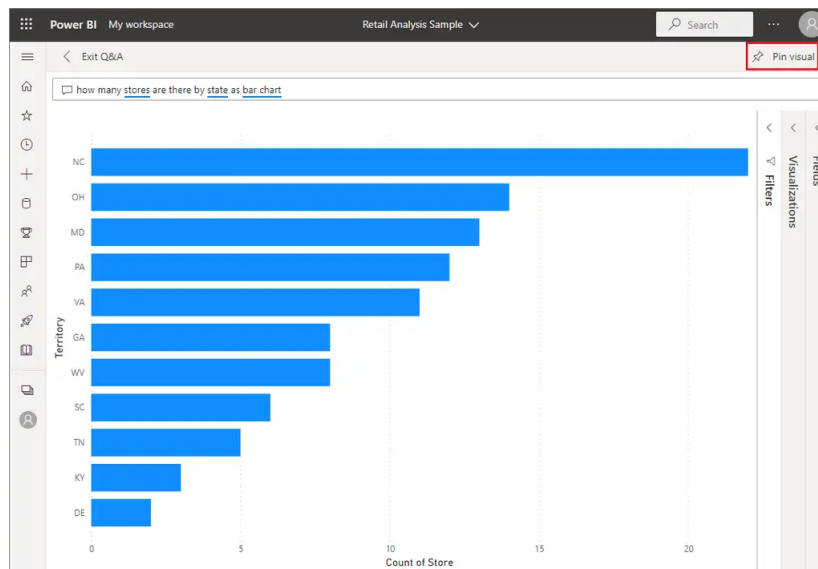 Power BI My workspace Retail Analysis Sample Search ...
Exit Q&A Pin visual
how many stores are there by state as bar chart
NC
OH
MD
PA
VA
GA
WV
SC
TN
KY
DE
Territory
0 5 10 15 20
Count of Store
Filters
Visualizations
Fields